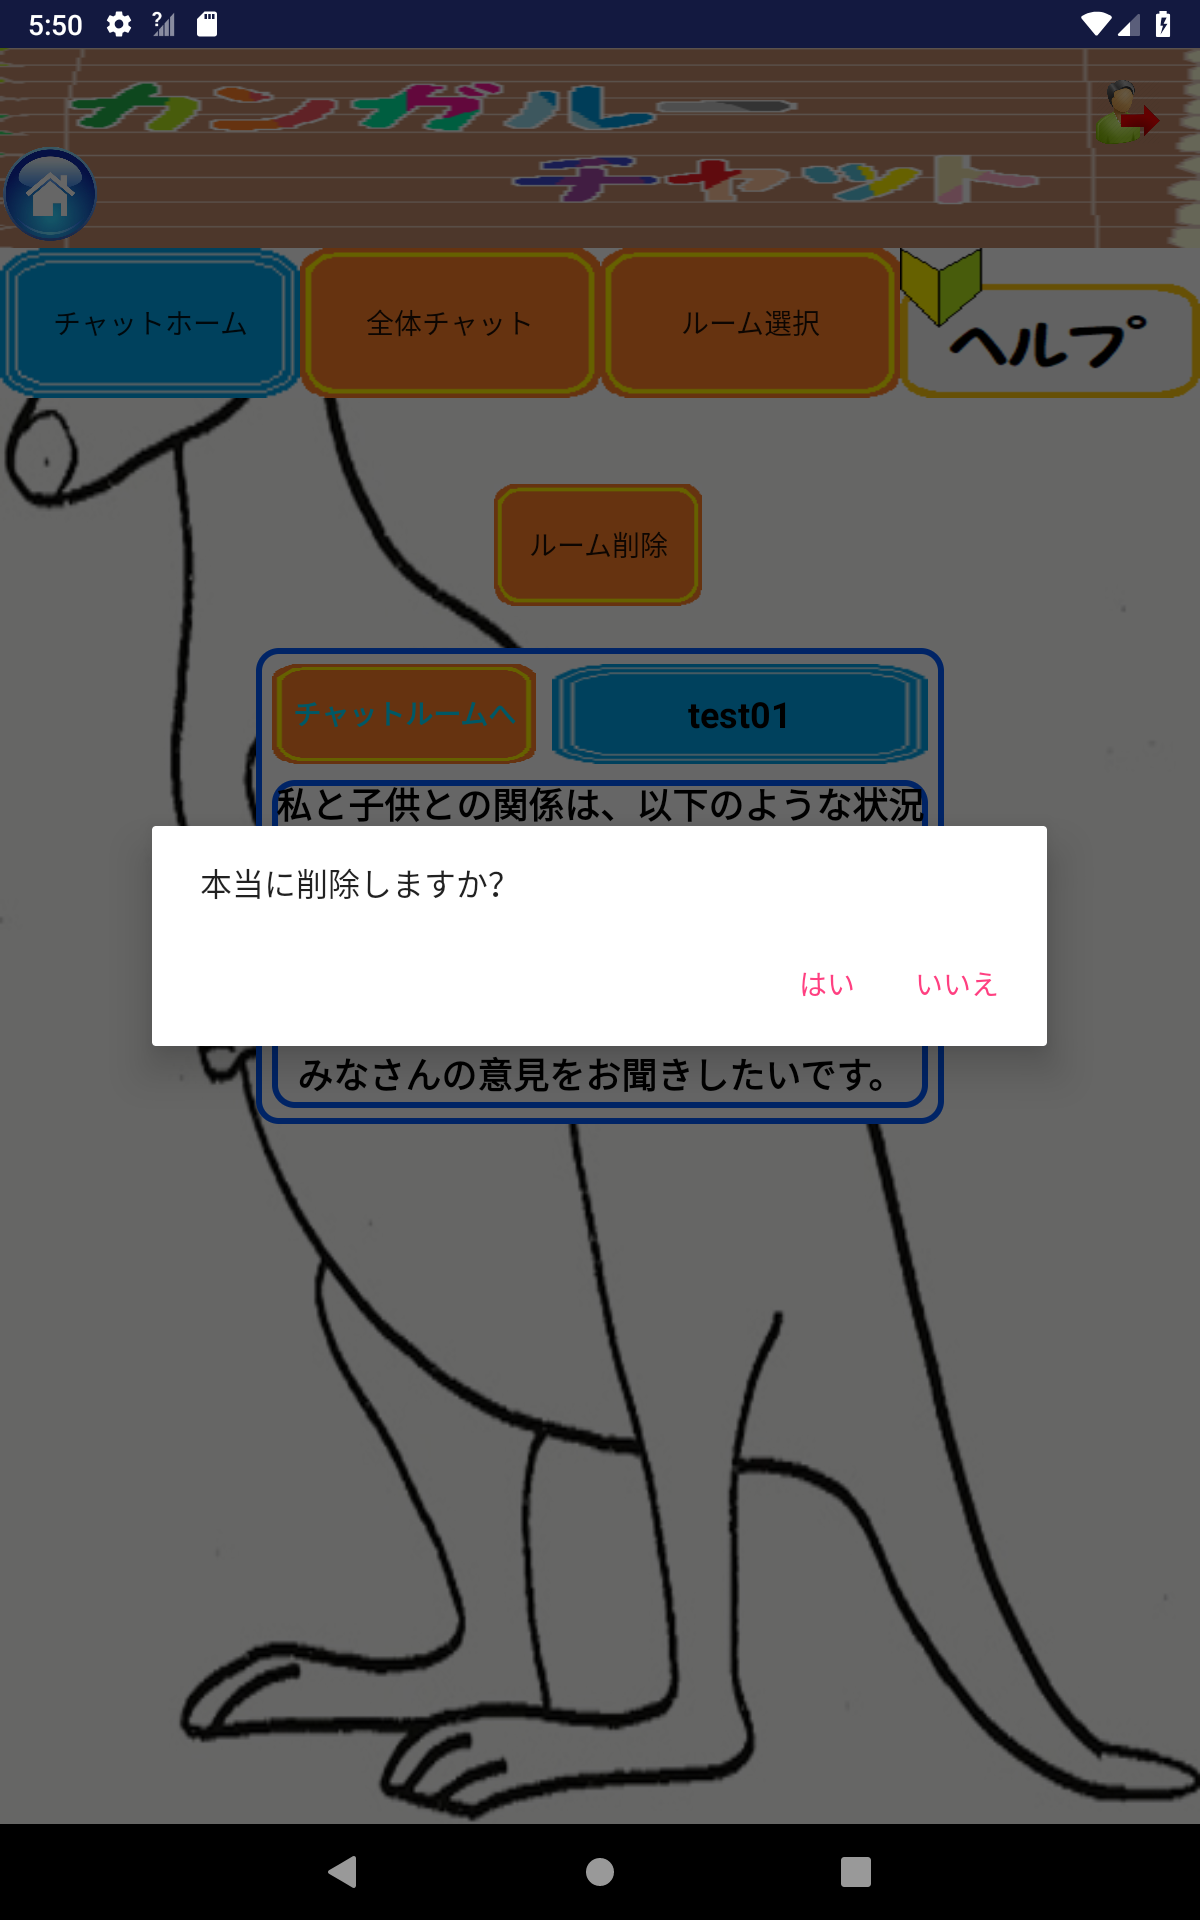 5:50
カンガルー
チャット
チャットホーム
全体チャット
ルーム選択
ヘルプ
ルーム削除
チャットルームへ
test01
私と子供との関係は、以下のような状況
本当に削除しますか?
はい
いいえ
みなさんの意見をお聞きしたいです。